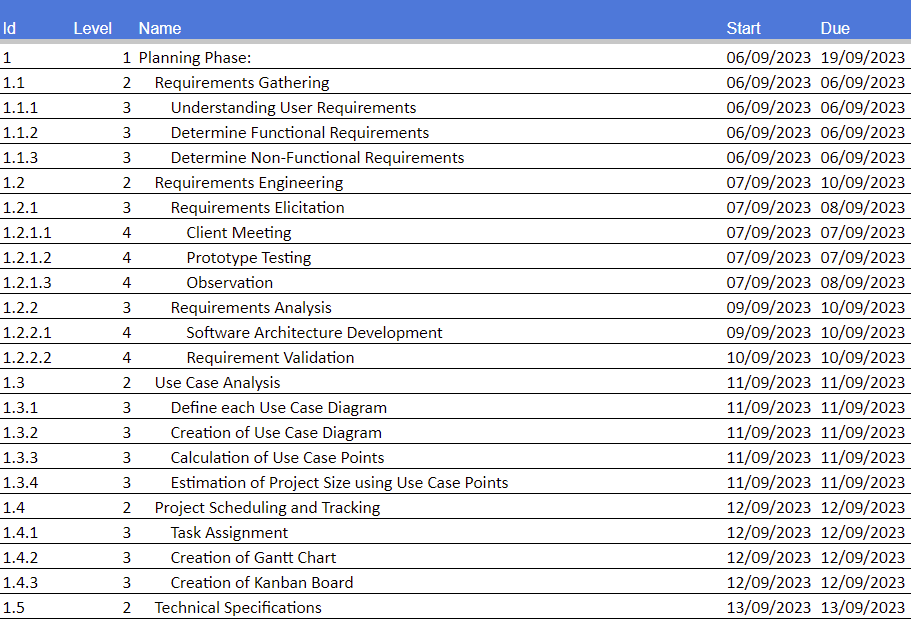 Id Level Name Start Due
1 1 Planning Phase: 06/09/2023 19/09/2023
1.1 2 Requirements Gathering 06/09/2023 06/09/2023
1.1.1 3 Understanding User Requirements 06/09/2023 06/09/2023
1.1.2 3 Determine Functional Requirements 06/09/2023 06/09/2023
1.1.3 3 Determine Non-Functional Requirements 06/09/2023 06/09/2023
1.2 2 Requirements Engineering 07/09/2023 10/09/2023
1.2.1 3 Requirements Elicitation 07/09/2023 08/09/2023
1.2.1.1 4 Client Meeting 07/09/2023 07/09/2023
1.2.1.2 4 Prototype Testing 07/09/2023 07/09/2023
1.2.1.3 4 Observation 07/09/2023 08/09/2023
1.2.2 3 Requirements Analysis 09/09/2023 10/09/2023
1.2.2.1 4 Software Architecture Development 09/09/2023 10/09/2023
1.2.2.2 4 Requirement Validation 10/09/2023 10/09/2023
1.3 2 Use Case Analysis 11/09/2023 11/09/2023
1.3.1 3 Define each Use Case Diagram 11/09/2023 11/09/2023
1.3.2 3 Creation of Use Case Diagram 11/09/2023 11/09/2023
1.3.3 3 Calculation of Use Case Points 11/09/2023 11/09/2023
1.3.4 3 Estimation of Project Size using Use Case Points 11/09/2023 11/09/2023
1.4 2 Project Scheduling and Tracking 12/09/2023 12/09/2023
1.4.1 3 Task Assignment 12/09/2023 12/09/2023
1.4.2 3 Creation of Gantt Chart 12/09/2023 12/09/2023
1.4.3 3 Creation of Kanban Board 12/09/2023 12/09/2023
1.5 2 Technical Specifications 13/09/2023 13/09/2023